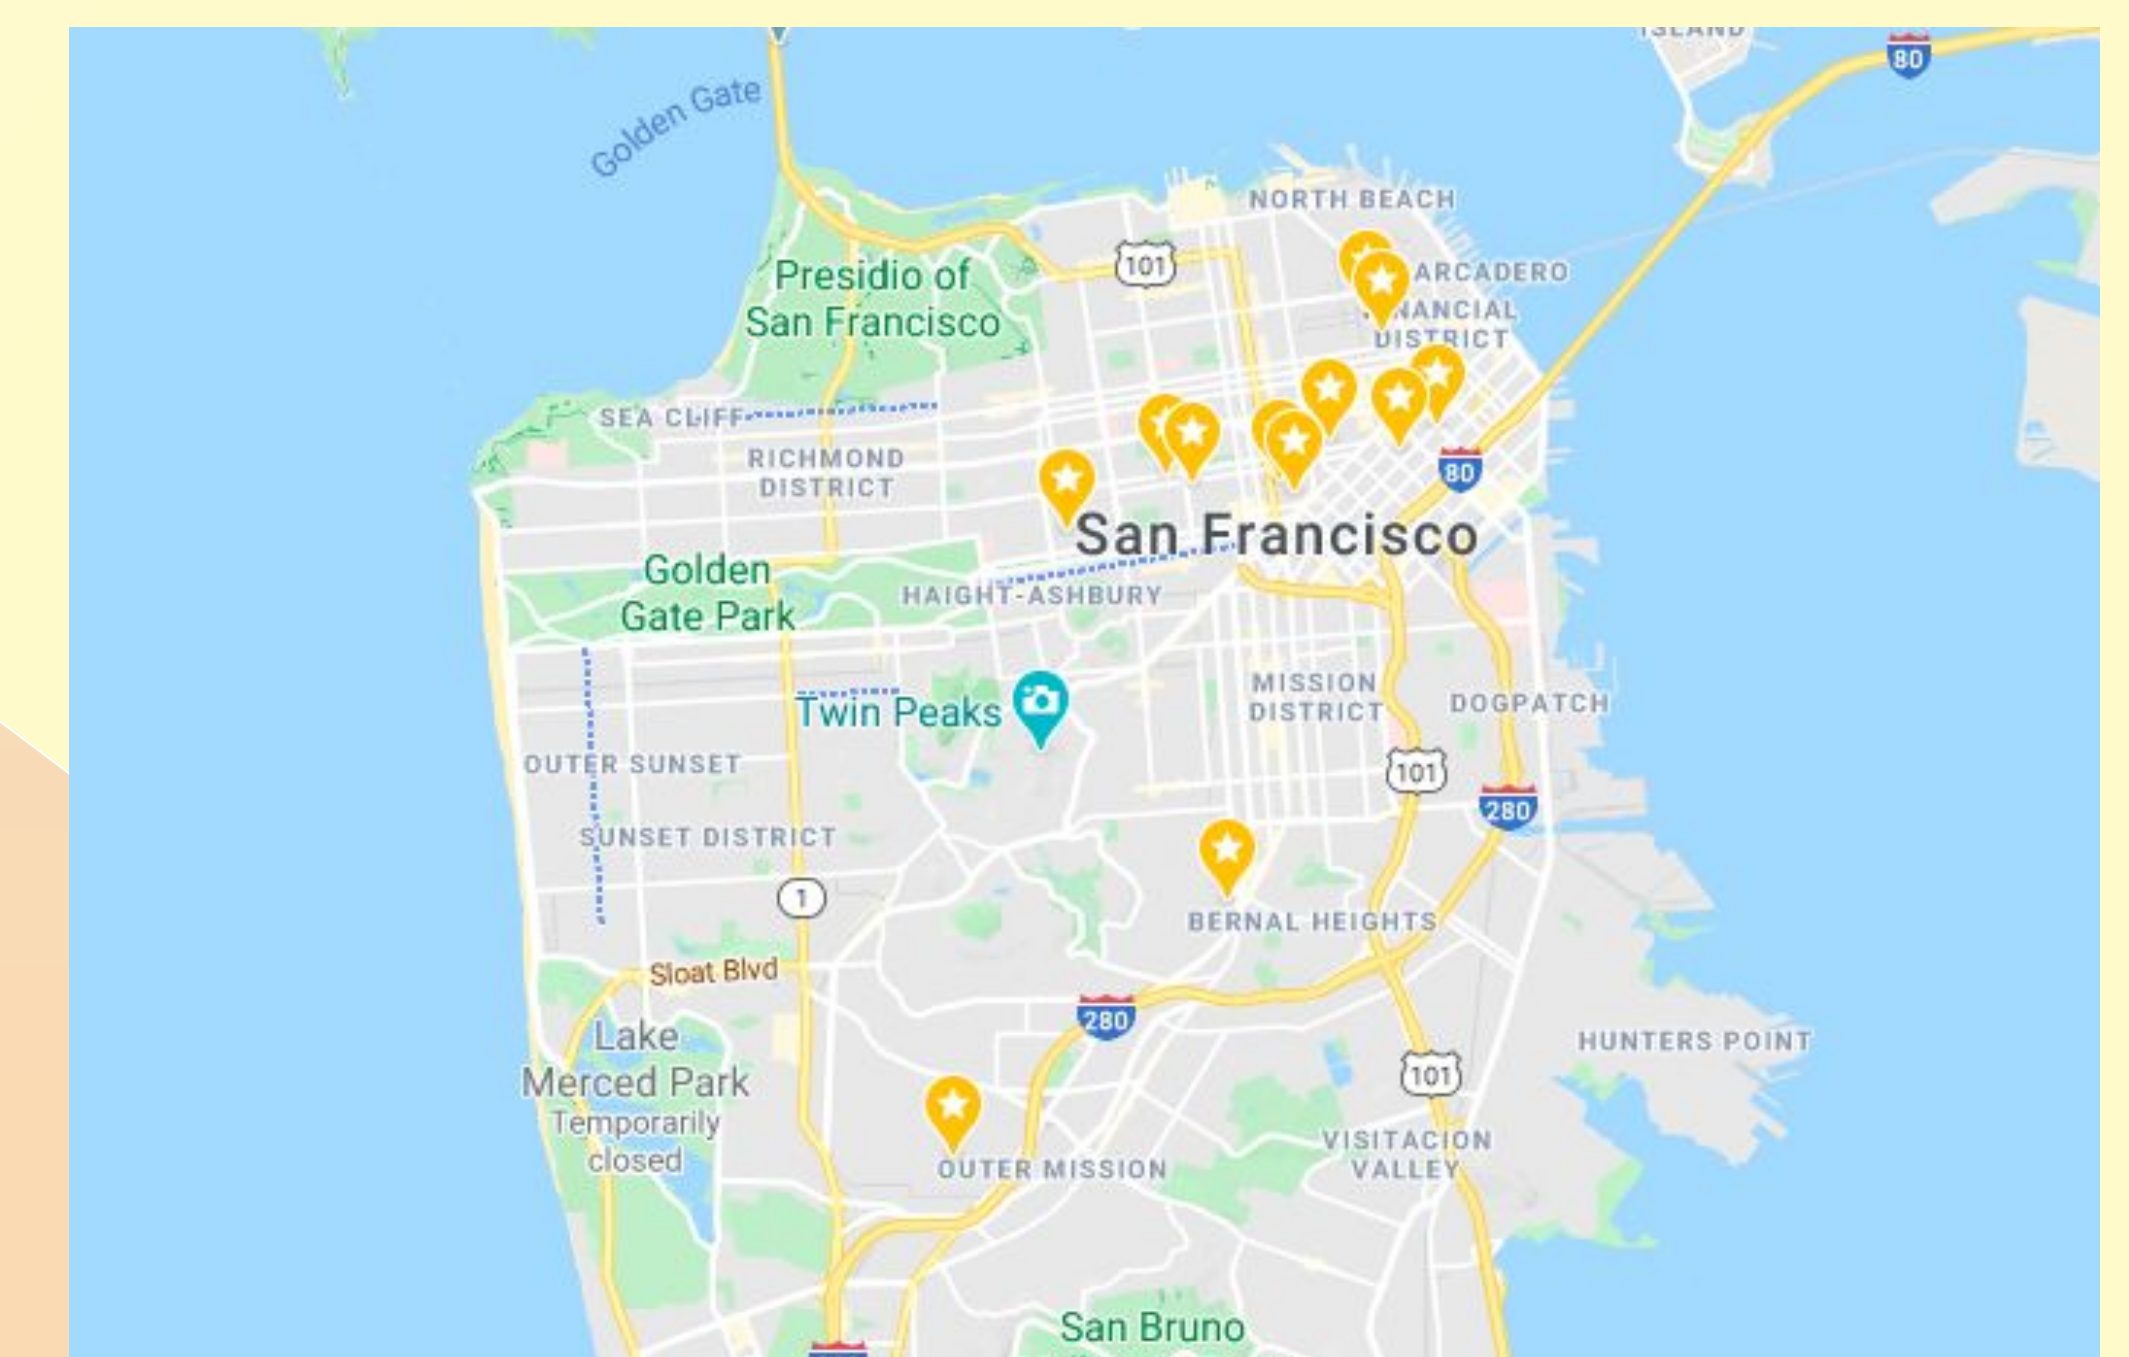 ISLAND
80
Golden Gate
NORTH BEACH
101
Presidio of
San Francisco
ARCADERO
NANCIAL
DISTRICT
SEA CLIFF
RICHMOND
DISTRICT
80
San Francisco
Golden
Gate Park
HAIGHT-ASHBURY
MISSION
DISTRICT
DOGPATCH
Twin Peaks
OUTER SUNSET
101
280
SUNSET DISTRICT
1
BERNAL HEIGHTS
Sloat Blvd
280
Lake
Merced Park
Temporarily
closed
HUNTERS POINT
101
VISITACION
VALLEY
OUTER MISSION
San Bruno